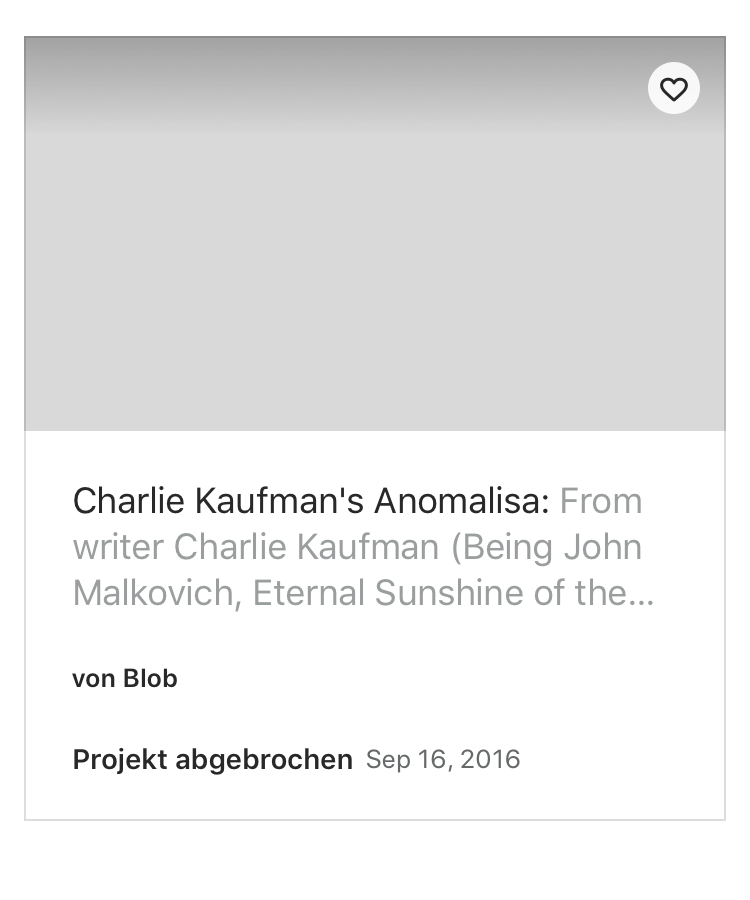 Charlie Kaufman's Anomalisa: From
writer Charlie Kaufman (Being John
Malkovich, Eternal Sunshine of the...
von Blob
Projekt abgebrochen Sep 16, 2016